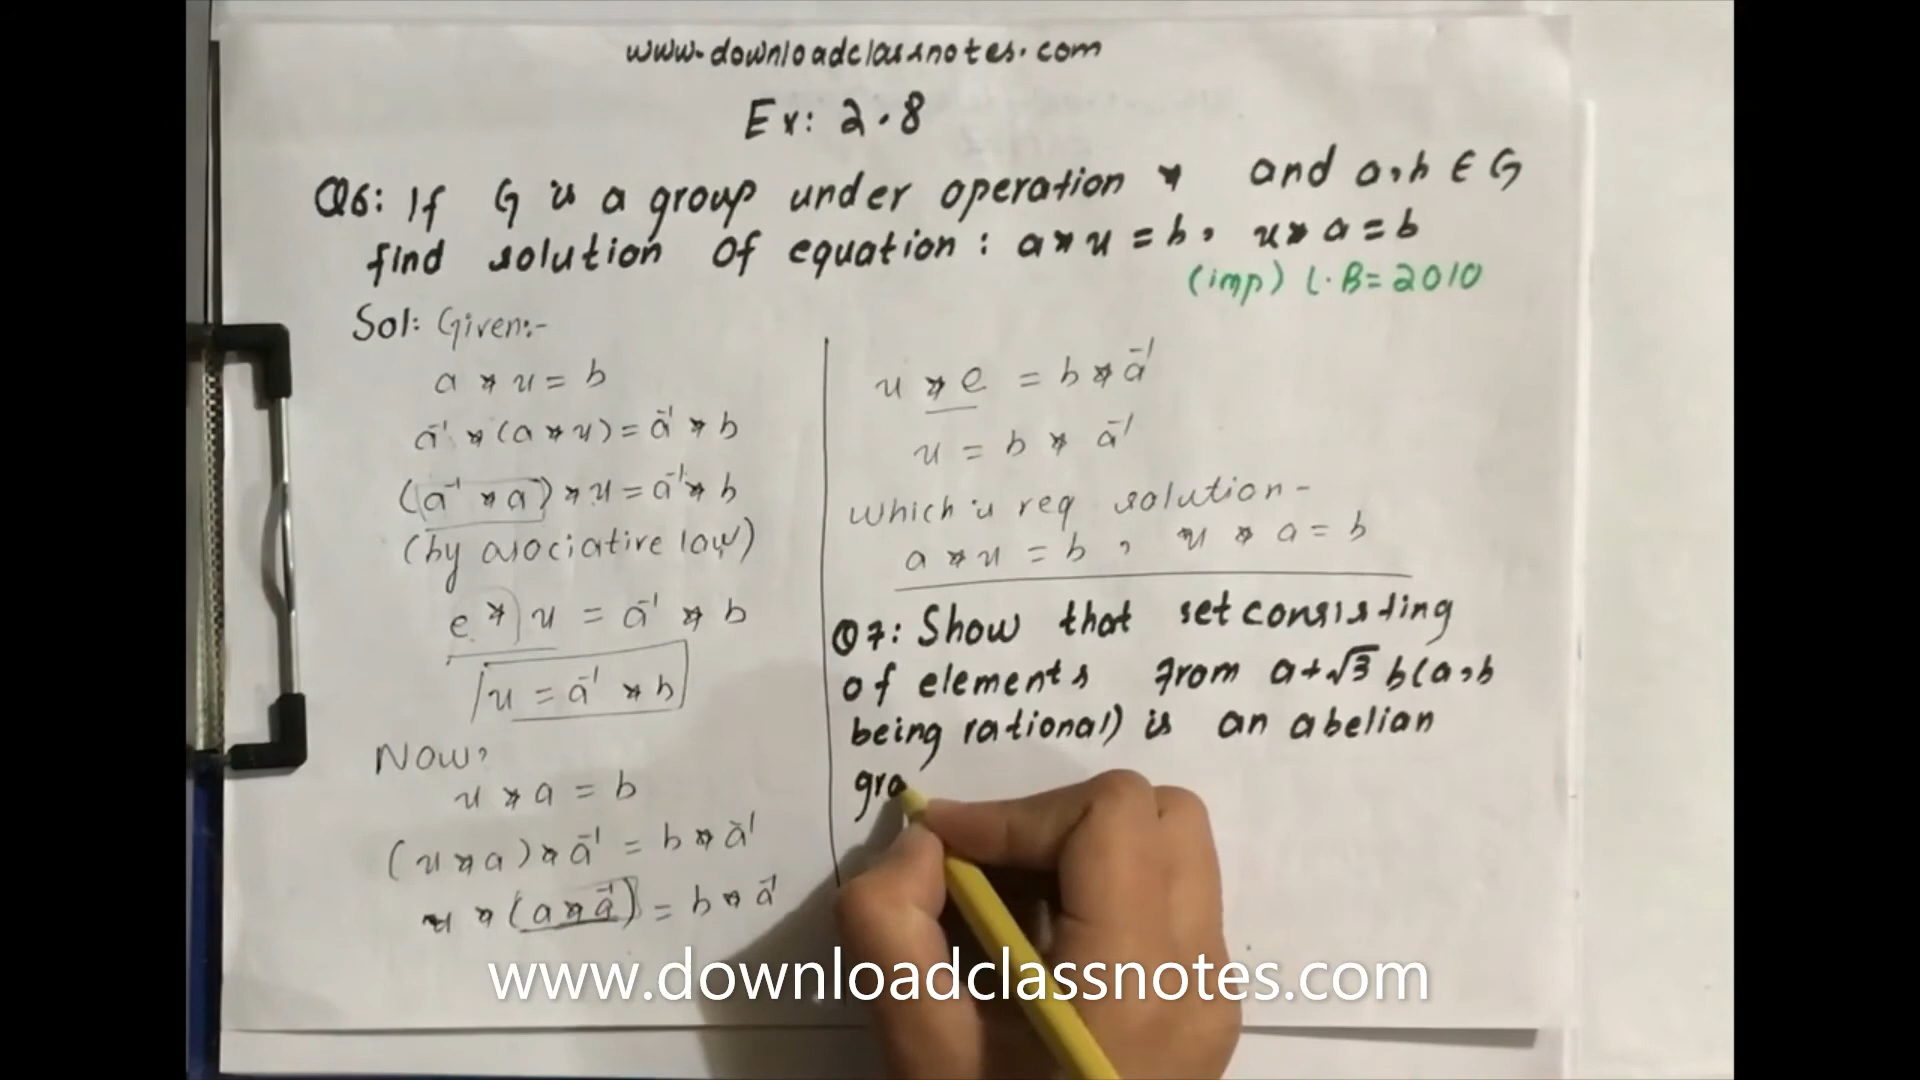 www.downloadclassnotes.com
Ex: 2.8
Q6: If G is a group under operation * and a,b ∈ G
find solution of equation: a*x = b, x*a = b
(imp) L.B=2010
Sol: Given:-
a * x = b
a⁻¹ * (a * x) = a⁻¹ * b
(a⁻¹ * a) * x = a⁻¹ * b
(by asociative law)
e * x = a⁻¹ * b
x = a⁻¹ * b
Now,
x * a = b
(x * a) * a⁻¹ = b * a⁻¹
x * (a * a⁻¹) = b * a⁻¹
x * e = b * a⁻¹
x = b * a⁻¹
which is req solution-
a * x = b , x * a = b
Q7: Show that set consisting
of elements from a+√3 b(a,b
being rational) is an abelian
gro
www.downloadclassnotes.com